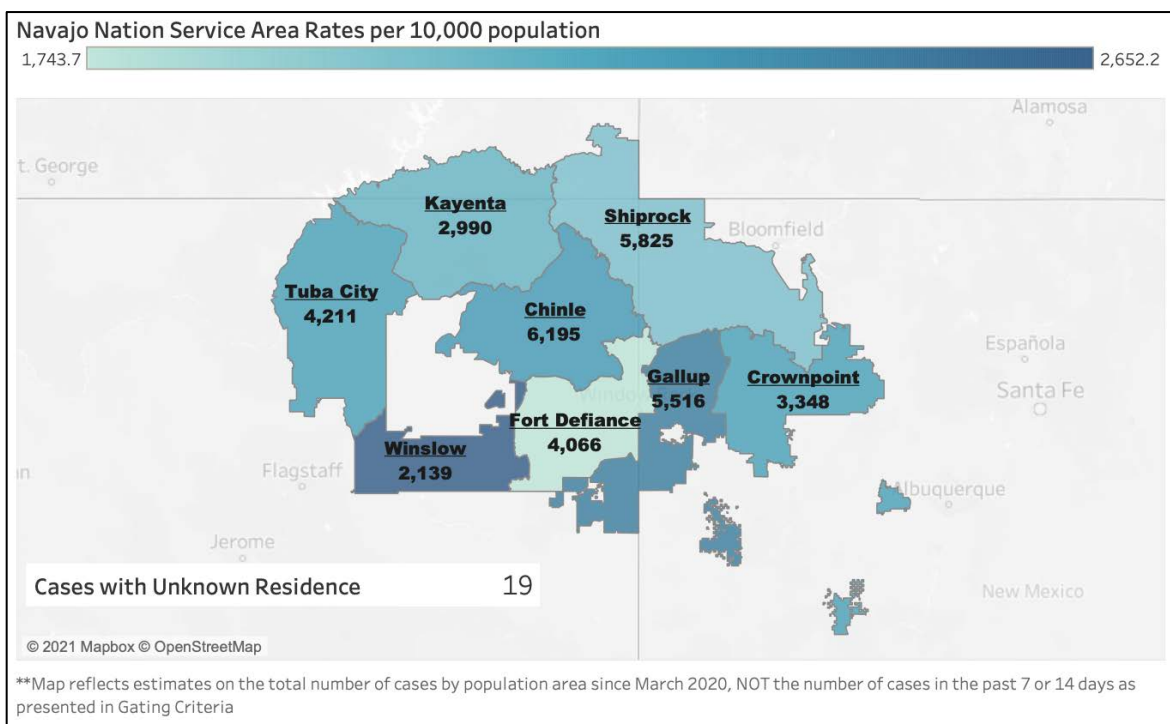 Navajo Nation Service Area Rates per 10,000 population
1,743.7
2,652.2
Alamosa
t. George
Kayenta
2,990
Shiprock
5,825
Bloomfield
Tuba City
4,211
Chinle
6,195
Española
Gallup
5,516
Crownpoint
3,348
Santa Fe
Window
Fort Defiance
4,066
Winslow
2,139
Flagstaff
Albuquerque
Jerome
Cases with Unknown Residence 19
New Mexico
© 2021 Mapbox © OpenStreetMap
**Map reflects estimates on the total number of cases by population area since March 2020, NOT the number of cases in the past 7 or 14 days as
presented in Gating Criteria